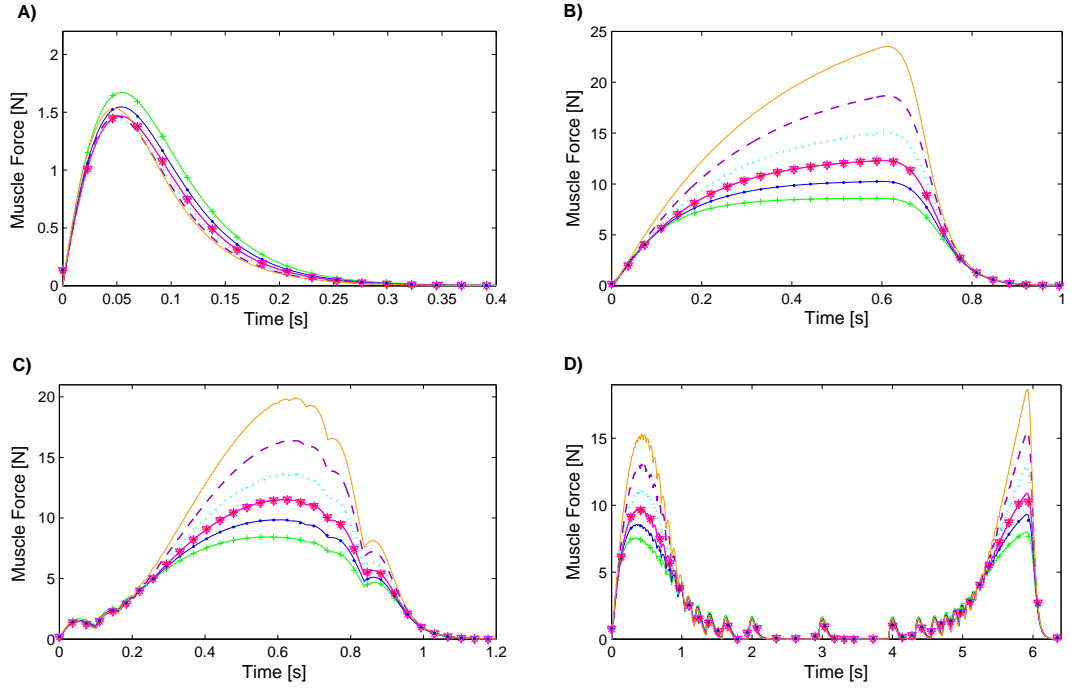 A)
Muscle Force [N]
2
1.5
1
0.5
0
0 0.05 0.1 0.15 0.2 0.25 0.3 0.35 0.4
Time [s]
B)
Muscle Force [N]
25
20
15
10
5
0
0.2 0.4 0.6 0.8 1
Time [s]
C)
Muscle Force [N]
20
15
10
5
0
0 0.2 0.4 0.6 0.8 1.0 1.2
Time [s]
D)
Muscle Force [N]
15
10
5
0
0 1 2 3 4 5 6
Time [s]